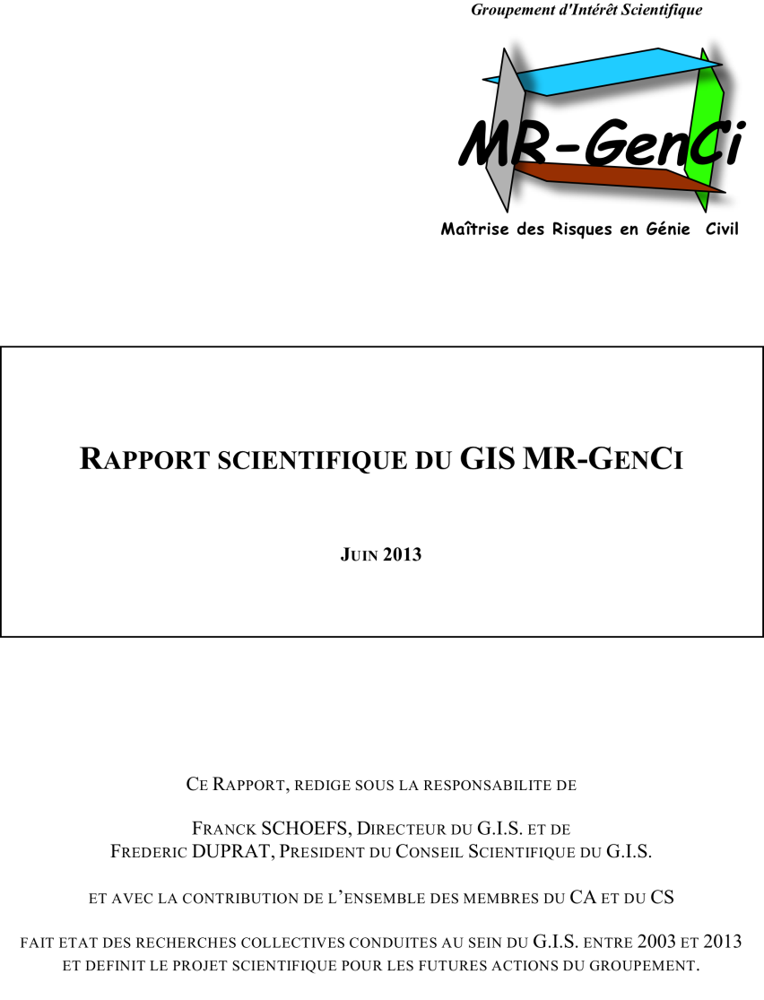 Groupement d'Intérêt Scientifique
MR-GenCi
Maîtrise des Risques en Génie Civil
RAPPORT SCIENTIFIQUE DU GIS MR-GENCI
JUIN 2013
CE RAPPORT, REDIGE SOUS LA RESPONSABILITE DE
FRANCK SCHOEFS, DIRECTEUR DU G.I.S. ET DE
FREDERIC DUPRAT, PRESIDENT DU CONSEIL SCIENTIFIQUE DU G.I.S.
ET AVEC LA CONTRIBUTION DE L'ENSEMBLE DES MEMBRES DU CA ET DU CS
FAIT ETAT DES RECHERCHES COLLECTIVES CONDUITES AU SEIN DU G.I.S. ENTRE 2003 ET 2013
ET DEFINIT LE PROJET SCIENTIFIQUE POUR LES FUTURES ACTIONS DU GROUPEMENT.